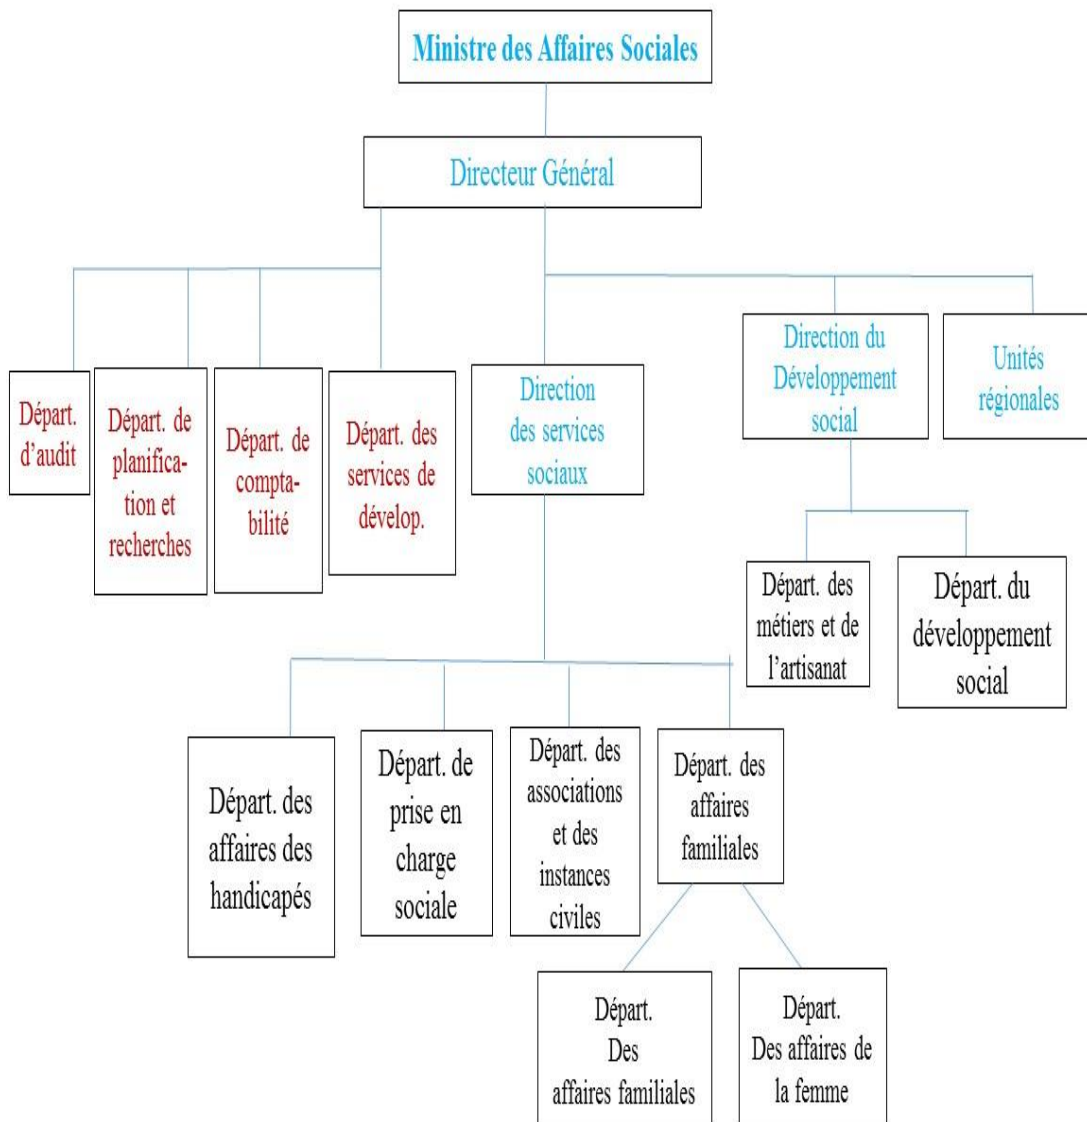 Ministre des Affaires Sociales
Directeur Général
Départ.
d’audit
Départ. de
planifica-
tion et
recherches
Départ. de
compta-
bilité
Départ. des
services de
dévelop.
Direction
des services
sociaux
Direction du
Développement
social
Unités
régionales
Départ. des
métiers et de
l’artisanat
Départ. du
développement
social
Départ. des
affaires des
handicapés
Départ. de
prise en
charge
sociale
Départ. des
associations
et des
instances
civiles
Départ. des
affaires
familiales
Départ.
Des
affaires familiales
Départ.
Des affaires de
la femme